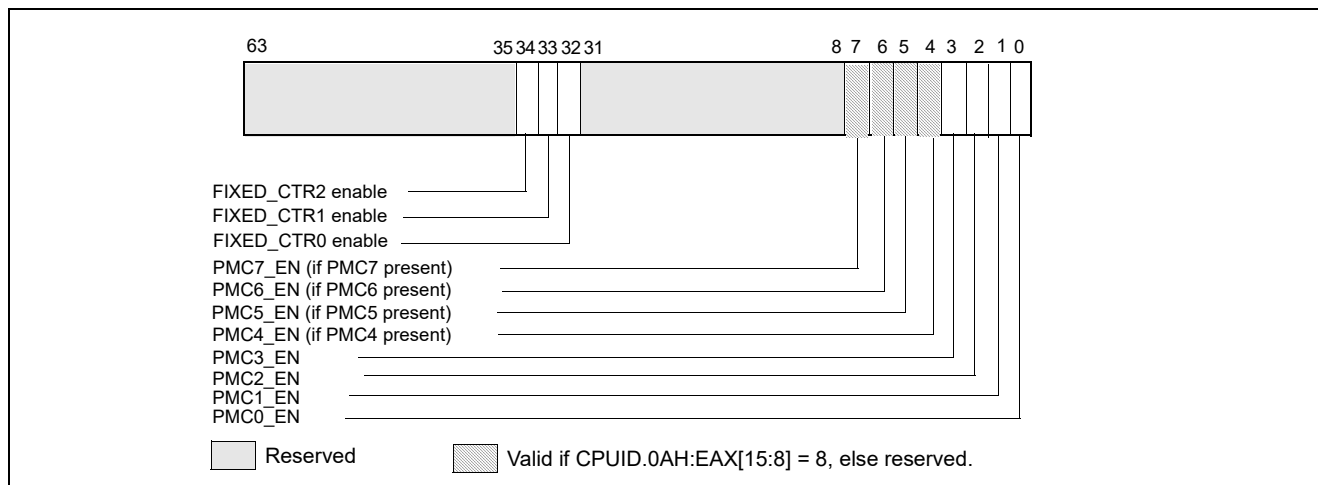 63 35 34 33 32 31 8 7 6 5 4 3 2 1 0
FIXED_CTR2 enable
FIXED_CTR1 enable
FIXED_CTR0 enable
PMC7_EN (if PMC7 present)
PMC6_EN (if PMC6 present)
PMC5_EN (if PMC5 present)
PMC4_EN (if PMC4 present)
PMC3_EN
PMC2_EN
PMC1_EN
PMC0_EN
Reserved Valid if CPUID.0AH:EAX[15:8] = 8, else reserved.